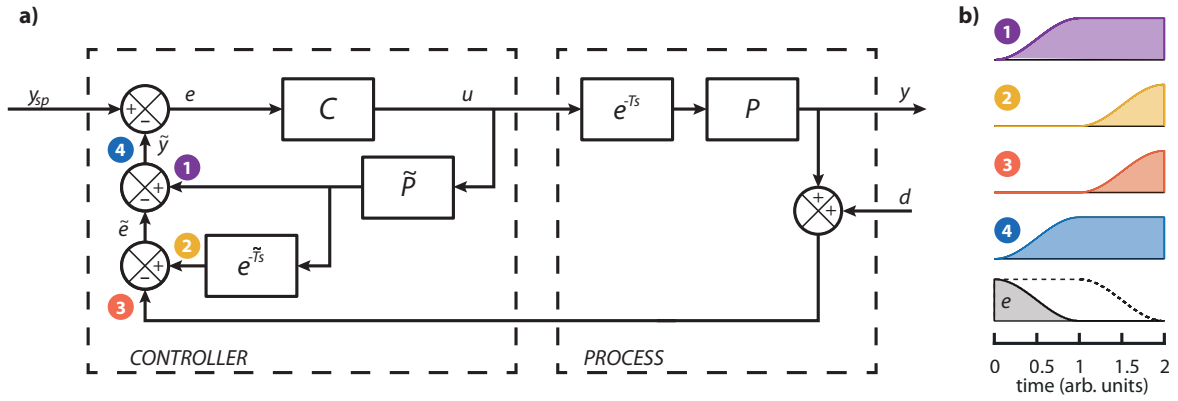 a)
b)
y_sp
+
−
e
C
u
e^-Ts
P
y
4
ỹ
1
−
+
P̃
ẽ
2
+
−
e^-T̃s
3
+
+
d
CONTROLLER
PROCESS
1
2
3
4
e
0 0.5 1 1.5 2
time (arb. units)